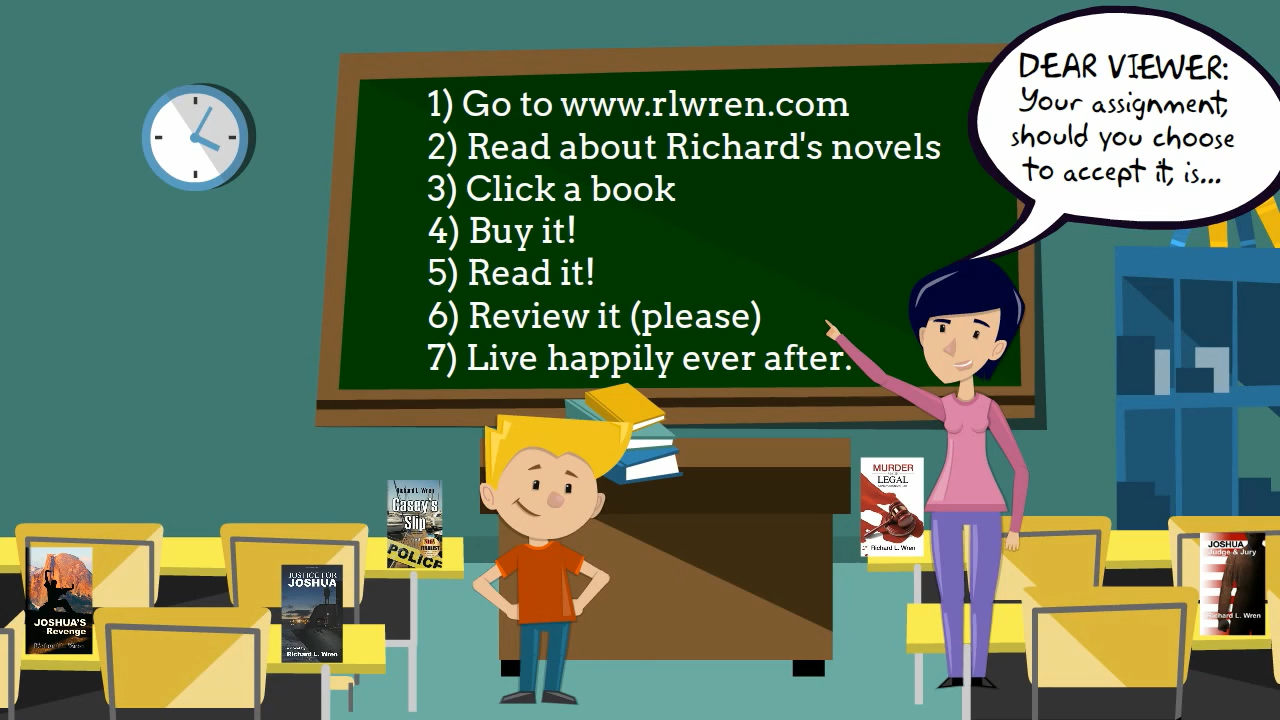 DEAR VIEWER:
Your assignment,
should you choose
to accept it, is...
1) Go to www.rlwren.com
2) Read about Richard's novels
3) Click a book
4) Buy it!
5) Read it!
6) Review it (please)
7) Live happily ever after.
Richard L. Wren
Casey's
Slip
POLICE
MURDER
LEGAL
Richard L. Wren
JOSHUA
Judge & Jury
Richard L. Wren
JUSTICE FOR
JOSHUA
Richard L. Wren
JOSHUA'S
Revenge